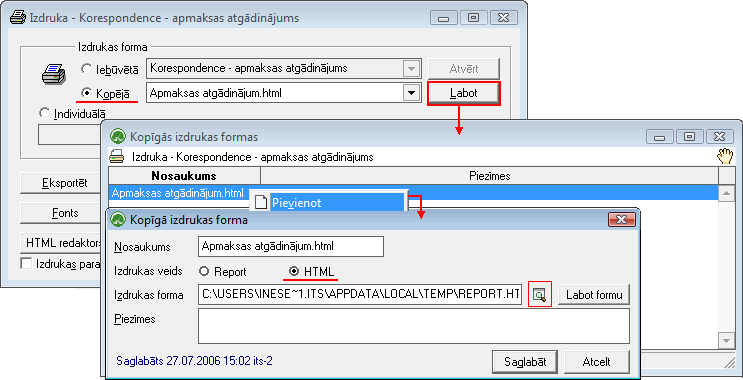 Izdruka - Korespondence - apmaksas atgādinājums
Izdrukas forma
Iebūvētā
Korespondence - apmaksas atgādinājums
Atvērt
Kopējā
Apmaksas atgādinājum.html
Labot
Individuālā
Eksportēt
Fonts
HTML redaktors
Izdrukas para
Kopīgās izdrukas formas
Izdruka - Korespondence - apmaksas atgādinājums
Nosaukums
Piezīmes
Apmaksas atgādinājum.html
Pievienot
Kopīgā izdrukas forma
Nosaukums
Apmaksas atgādinājum.html
Izdrukas veids
Report
HTML
Izdrukas forma
C:\USERS\INESE~1.ITS\APPDATA\LOCAL\TEMP\REPORT.HT
Labot formu
Piezīmes
Saglabāts 27.07.2006 15:02 its-2
Saglabāt
Atcelt